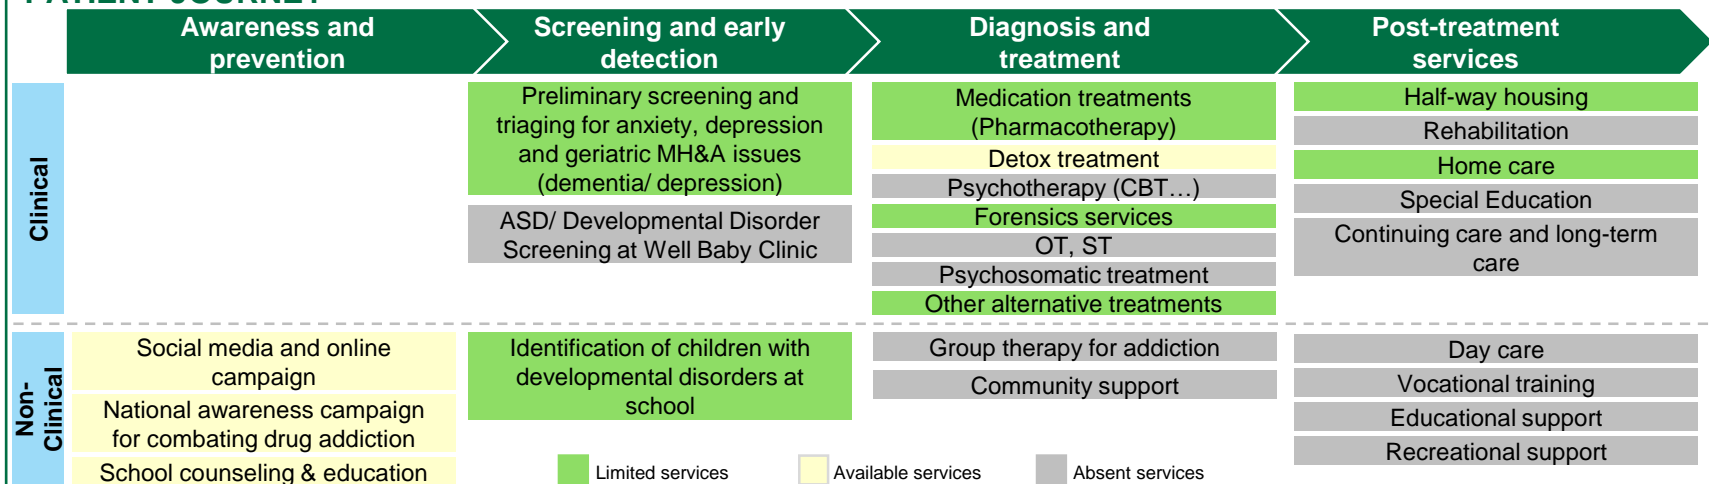 PATIENT JOURNEY
Awareness and
prevention
Screening and early
detection
Diagnosis and
treatment
Post-treatment
services
Clinical
Preliminary screening and
triaging for anxiety, depression
and geriatric MH&A issues
(dementia/ depression)
ASD/ Developmental Disorder
Screening at Well Baby Clinic
Medication treatments
(Pharmacotherapy)
Detox treatment
Psychotherapy (CBT…)
Forensics services
OT, ST
Psychosomatic treatment
Other alternative treatments
Half-way housing
Rehabilitation
Home care
Special Education
Continuing care and long-term
care
Non-
Clinical
Social media and online
campaign
National awareness campaign
for combating drug addiction
School counseling & education
Identification of children with
developmental disorders at
school
Group therapy for addiction
Community support
Day care
Vocational training
Educational support
Recreational support
Limited services
Available services
Absent services